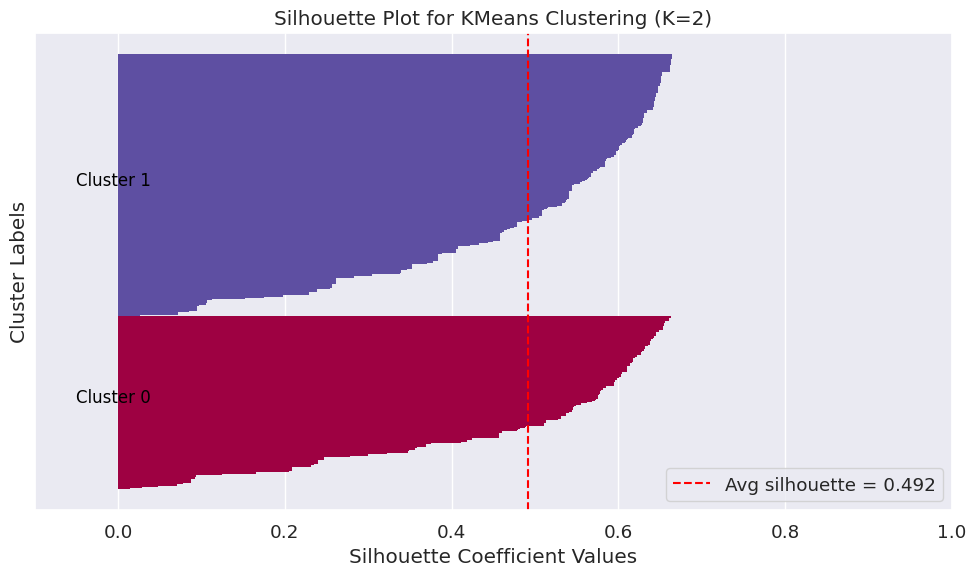 Silhouette Plot for KMeans Clustering (K=2)
Cluster Labels
Cluster 1
Cluster 0
Avg silhouette = 0.492
0.0 0.2 0.4 0.6 0.8 1.0
Silhouette Coefficient Values